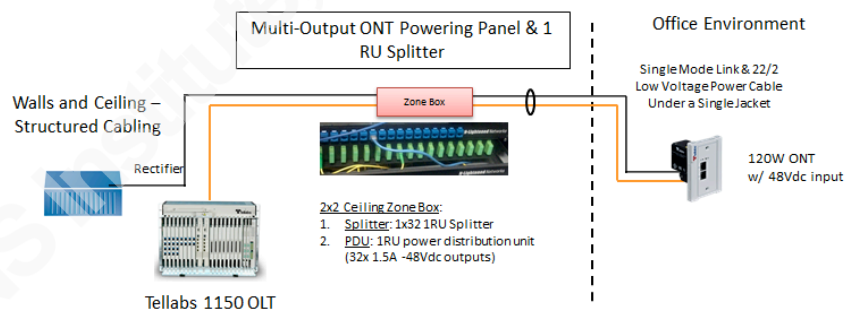 Multi-Output ONT Powering Panel & 1
RU Splitter
Office Environment
Single Mode Link & 22/2
Low Voltage Power Cable
Under a Single Jacket
Walls and Ceiling –
Structured Cabling
Zone Box
Rectifier
120W ONT
w/ 48Vdc input
2x2 Ceiling Zone Box:
1. Splitter: 1x32 1RU Splitter
2. PDU: 1RU power distribution unit
(32x 1.5A -48Vdc outputs)
Tellabs 1150 OLT